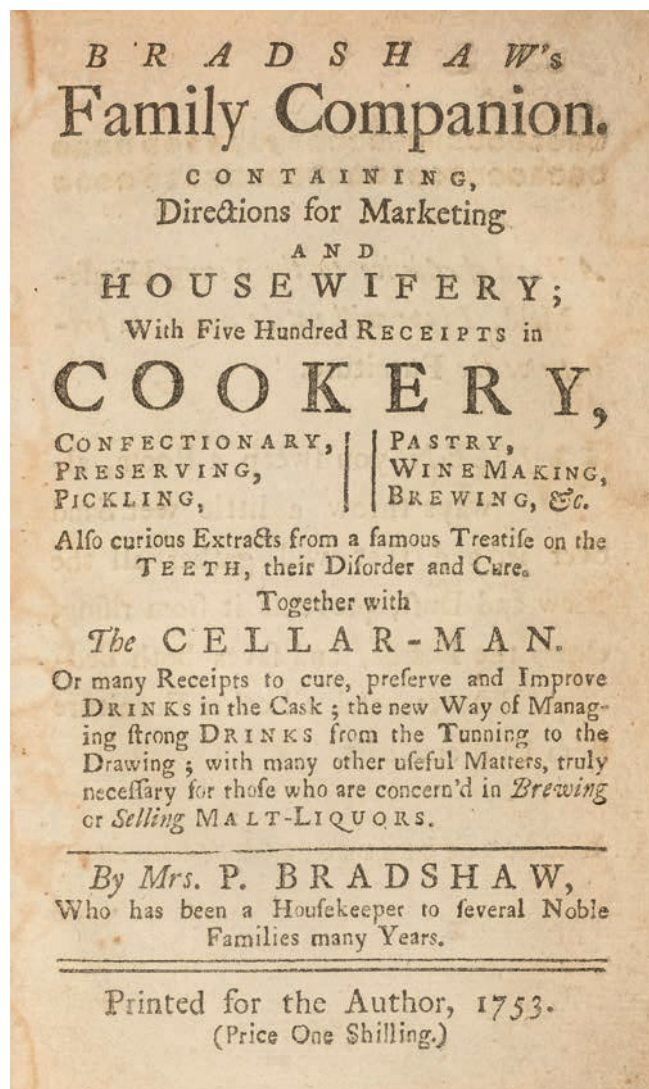 BRADSHAW's
Family Companion.
CONTAINING,
Directions for Marketing
AND
HOUSEWIFERY;
With Five Hundred RECEIPTS in
COOKERY,
CONFECTIONARY, PASTRY,
PRESERVING, WINE MAKING,
PICKLING, BREWING, &c.
Alſo curious Extracts from a famous Treatiſe on the
TEETH, their Diſorder and Cure.
Together with
The CELLAR-MAN.
Or many Receipts to cure, preſerve and Improve
DRINKS in the Cask; the new Way of Manag-
ing ſtrong DRINKS from the Tunning to the
Drawing; with many other uſeful Matters, truly
neceſſary for thoſe who are concern'd in Brewing
or Selling MALT-LIQUORS.
By Mrs. P. BRADSHAW,
Who has been a Houſekeeper to ſeveral Noble
Families many Years.
Printed for the Author, 1753.
(Price One Shilling.)